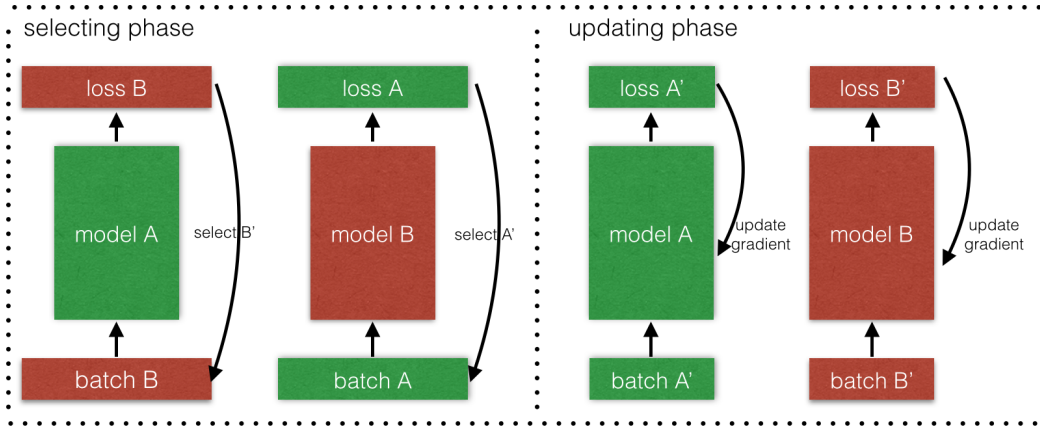 selecting phase
updating phase
loss B
loss A
loss A'
loss B'
model A
select B'
model B
select A'
model A
update
gradient
model B
update
gradient
batch B
batch A
batch A'
batch B'